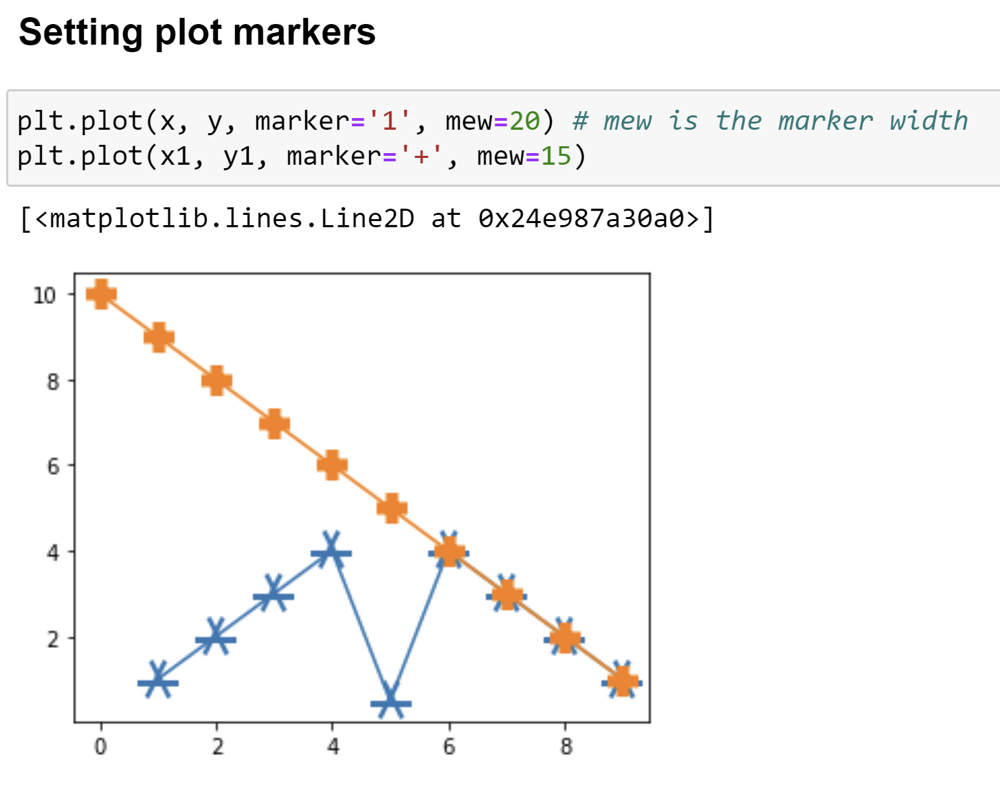 Setting plot markers
plt.plot(x, y, marker='1', mew=20) # mew is the marker width
plt.plot(x1, y1, marker='+', mew=15)
[<matplotlib.lines.Line2D at 0x24e987a30a0>]
10
8
6
4
2
0 2 4 6 8